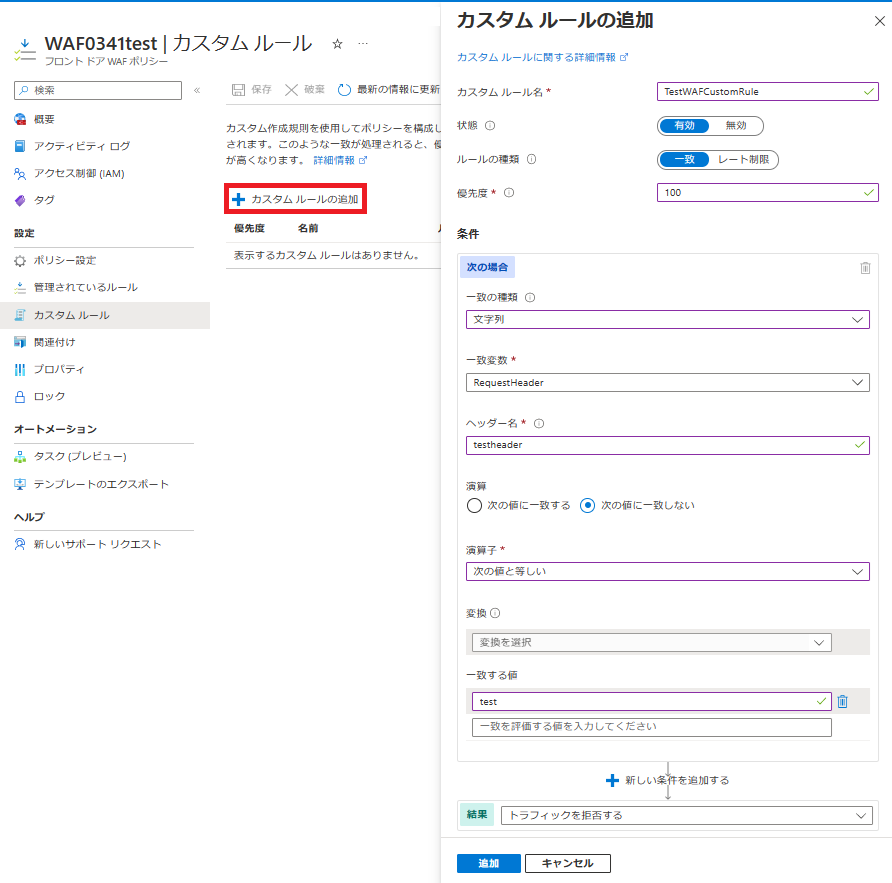 WAF0341test | カスタム ルール ☆ …
フロント ドア WAF ポリシー
検索
«
概要
アクティビティ ログ
アクセス制御 (IAM)
タグ
設定
ポリシー設定
管理されているルール
カスタム ルール
関連付け
プロパティ
ロック
オートメーション
タスク (プレビュー)
テンプレートのエクスポート
ヘルプ
新しいサポート リクエスト
保存 破棄 最新の情報に更新
カスタム作成規則を使用してポリシーを構成し
されます。このような一致が処理されると、優
が高くなります。 詳細情報
カスタム ルールの追加
優先度 名前
表示するカスタム ルールはありません。
カスタム ルールの追加
カスタム ルールに関する詳細情報
カスタム ルール名 * TestWAFCustomRule
状態 有効 無効
ルールの種類 一致 レート制限
優先度 * 100
条件
次の場合
一致の種類
文字列
一致変数 *
RequestHeader
ヘッダー名 *
testheader
演算
次の値に一致する 次の値に一致しない
演算子 *
次の値と等しい
変換
変換を選択
一致する値
test
一致を評価する値を入力してください
新しい条件を追加する
結果 トラフィックを拒否する
追加 キャンセル